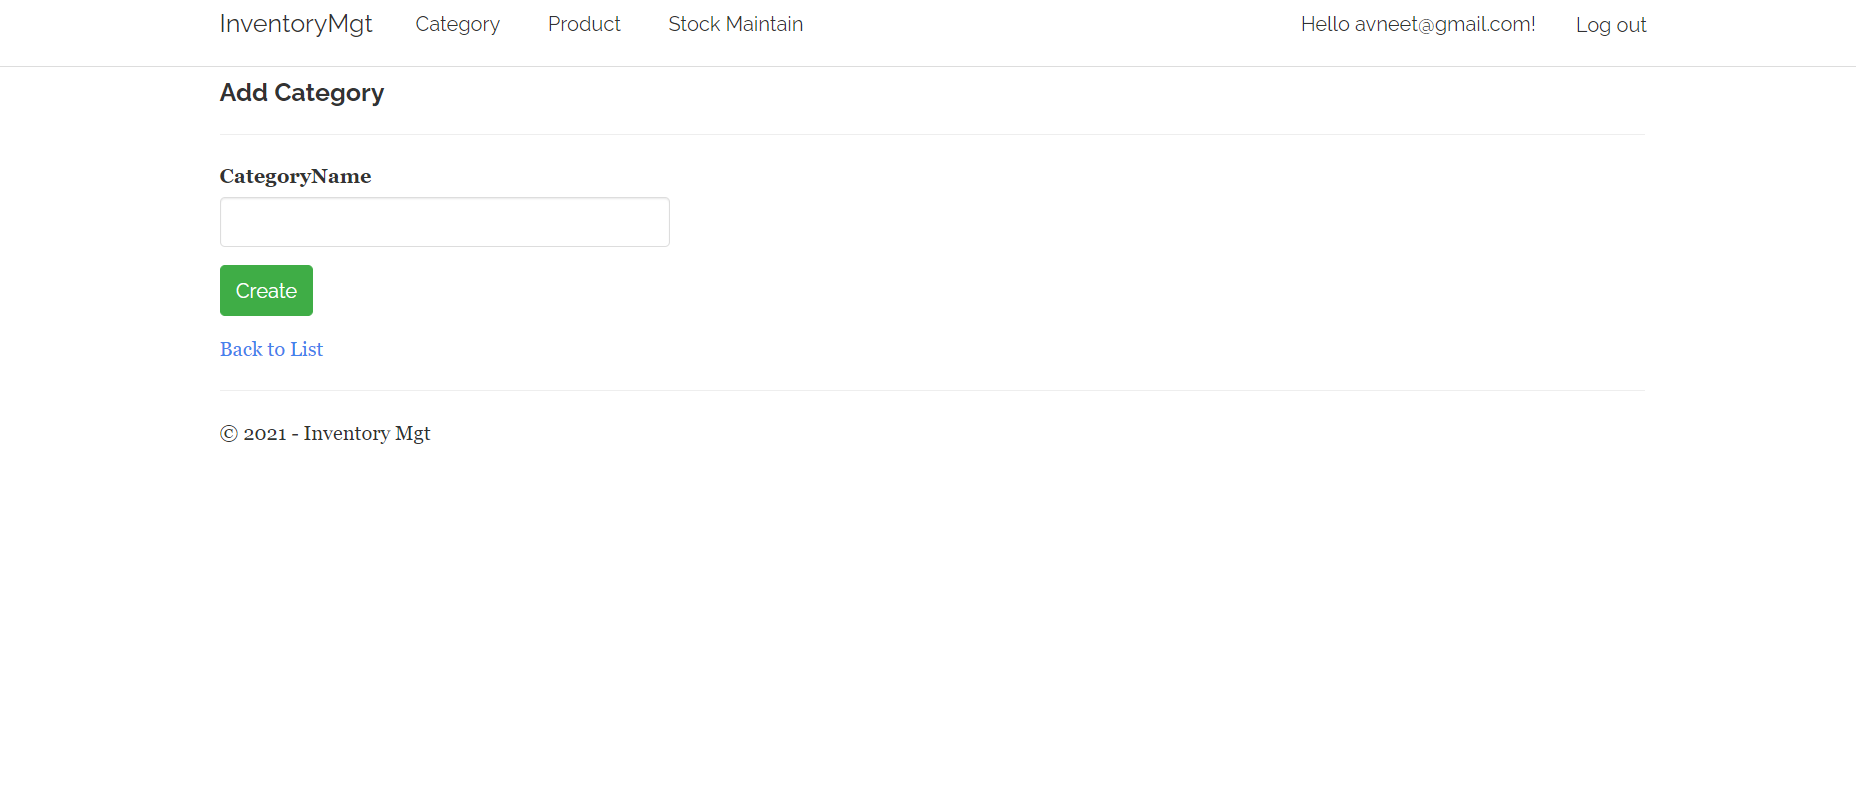 InventoryMgt Category Product Stock Maintain Hello avneet@gmail.com! Log out
Add Category
CategoryName
Create
Back to List
© 2021 - Inventory Mgt